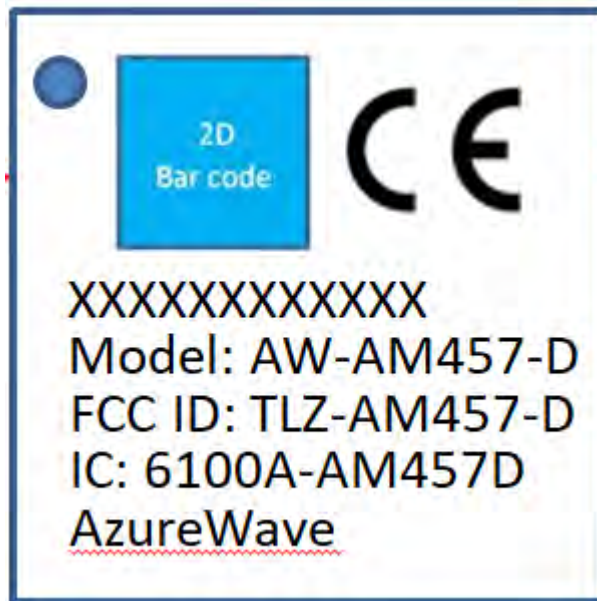 2D
Bar code
CE
XXXXXXXXXXXX
Model: AW-AM457-D
FCC ID: TLZ-AM457-D
IC: 6100A-AM457D
AzureWave